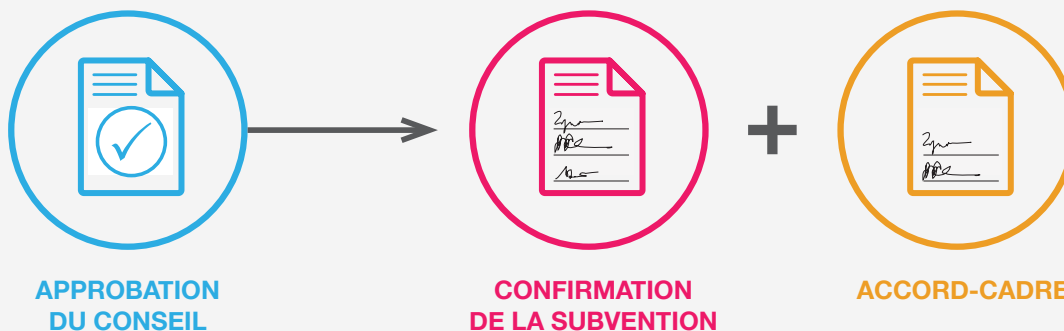 APPROBATION
DU CONSEIL
CONFIRMATION
DE LA SUBVENTION
ACCORD-CADRE